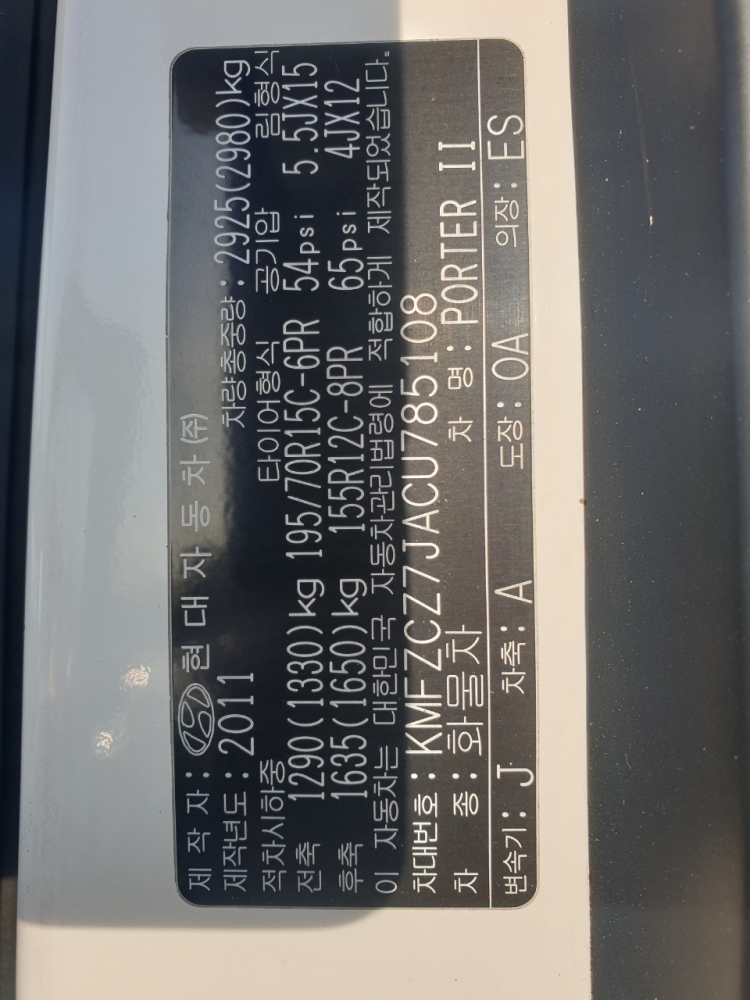 제 작 자: 현 대 자 동 차 (주)
제작년도: 2011 차량총중량: 2925(2980)kg
적차시하중 타이어형식 공기압 림형식
전축 1290(1330)kg 195/70R15C-6PR 54psi 5.5JX15
후축 1635(1650)kg 155R12C-8PR 65psi 4JX12
이 자동차는 대한민국 자동차관리법령에 적합하게 제작되었습니다.
차대번호: KMFZCZ7JACU785108
차 종: 화물차 차 명: PORTER II
변속기: J 차축: A 도장: OA 의장: ES